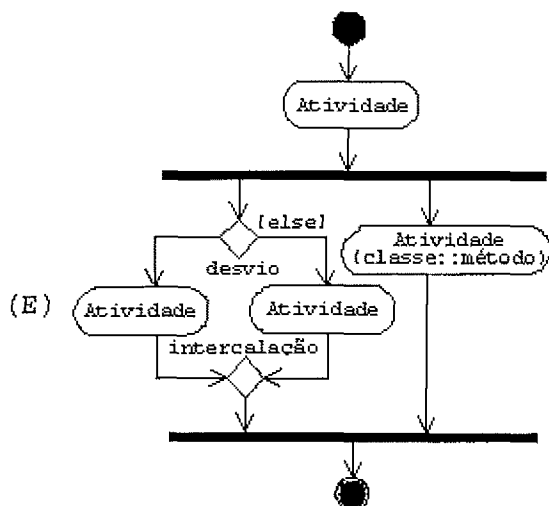 Atividade
[else]
desvio
Atividade
(classe::método)
(E)
Atividade
Atividade
intercalação